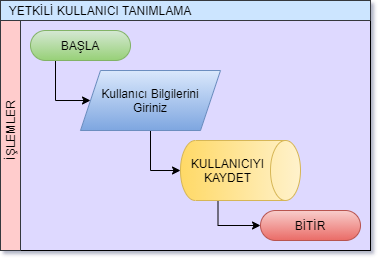 YETKİLİ KULLANICI TANIMLAMA
İŞLEMLER
BAŞLA
Kullanıcı Bilgilerini
Giriniz
KULLANICIYI
KAYDET
BİTİR